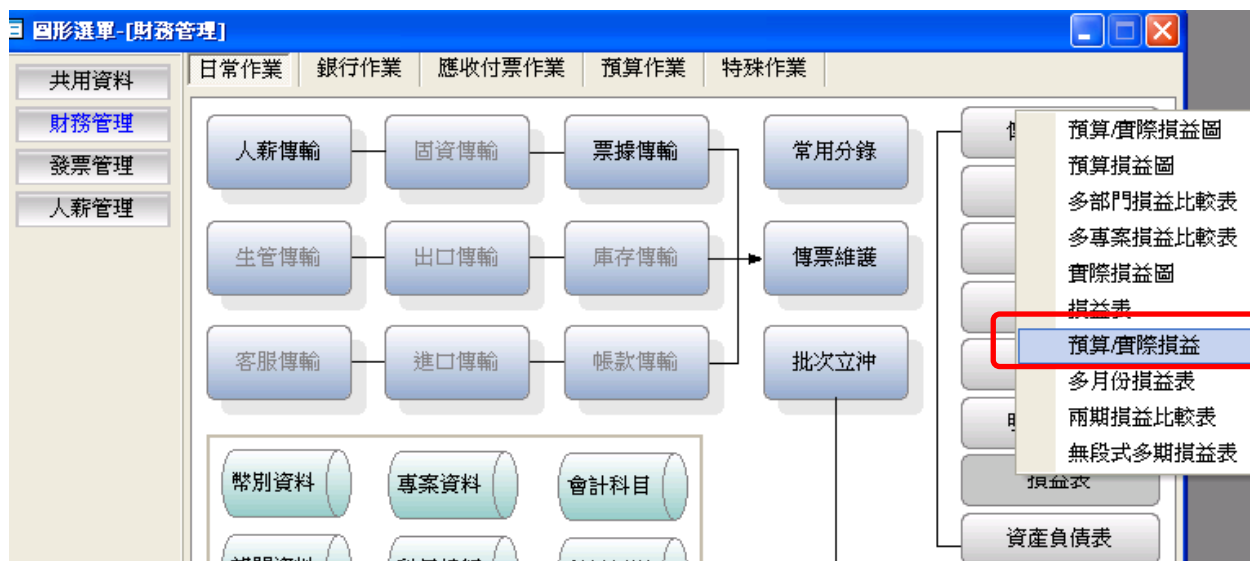 圖形選單-[財務管理]
共用資料
財務管理
發票管理
人薪管理
日常作業 銀行作業 應收付票作業 預算作業 特殊作業
人薪傳輸 固資傳輸 票據傳輸 常用分錄
生管傳輸 出口傳輸 庫存傳輸 傳票維護
客服傳輸 進口傳輸 帳款傳輸 批次立沖
幣別資料 專案資料 會計科目
預算/實際損益圖
預算損益圖
多部門損益比較表
多專案損益比較表
實際損益圖
損益表
預算/實際損益
多月份損益表
兩期損益比較表
無段式多期損益表
損益表
資產負債表